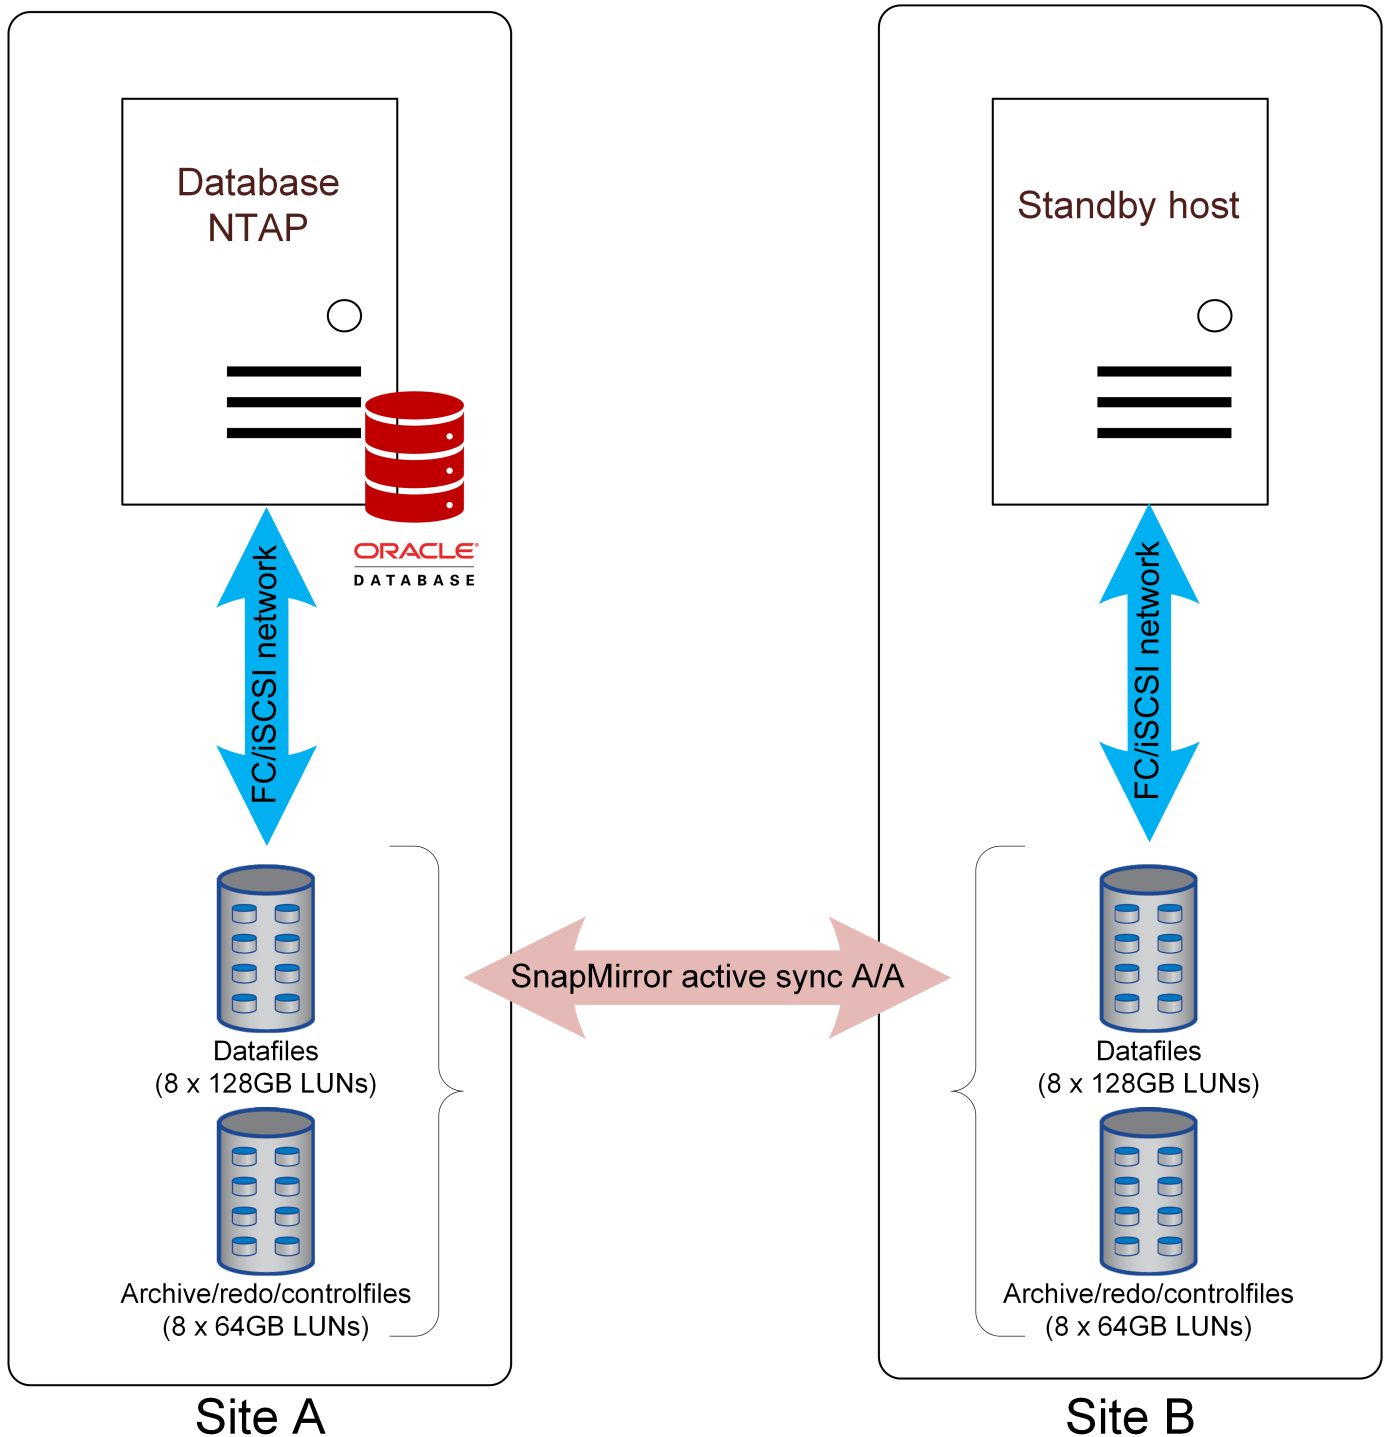 Database
NTAP
ORACLE®
DATABASE
FC/iSCSI network
Datafiles
(8 x 128GB LUNs)
Archive/redo/controlfiles
(8 x 64GB LUNs)
Site A
SnapMirror active sync A/A
Standby host
FC/iSCSI network
Datafiles
(8 x 128GB LUNs)
Archive/redo/controlfiles
(8 x 64GB LUNs)
Site B